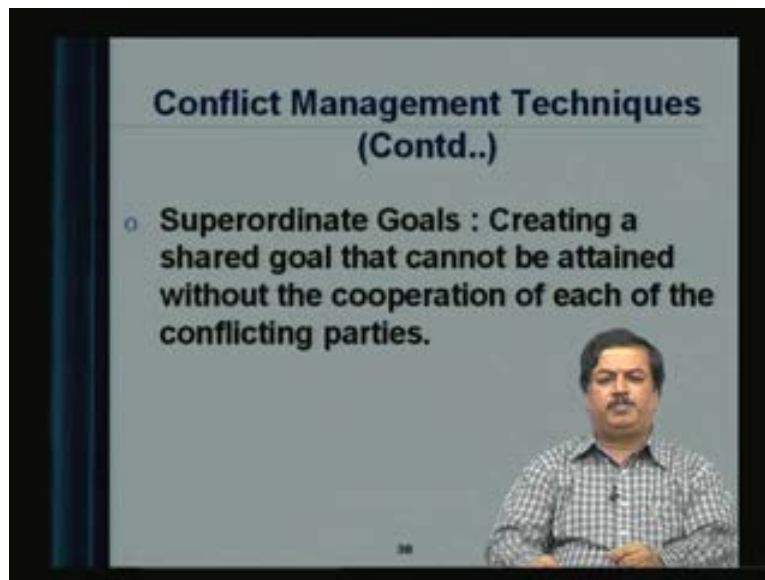 Conflict Management Techniques
(Contd..)
o Superordinate Goals : Creating a
shared goal that cannot be attained
without the cooperation of each of the
conflicting parties.